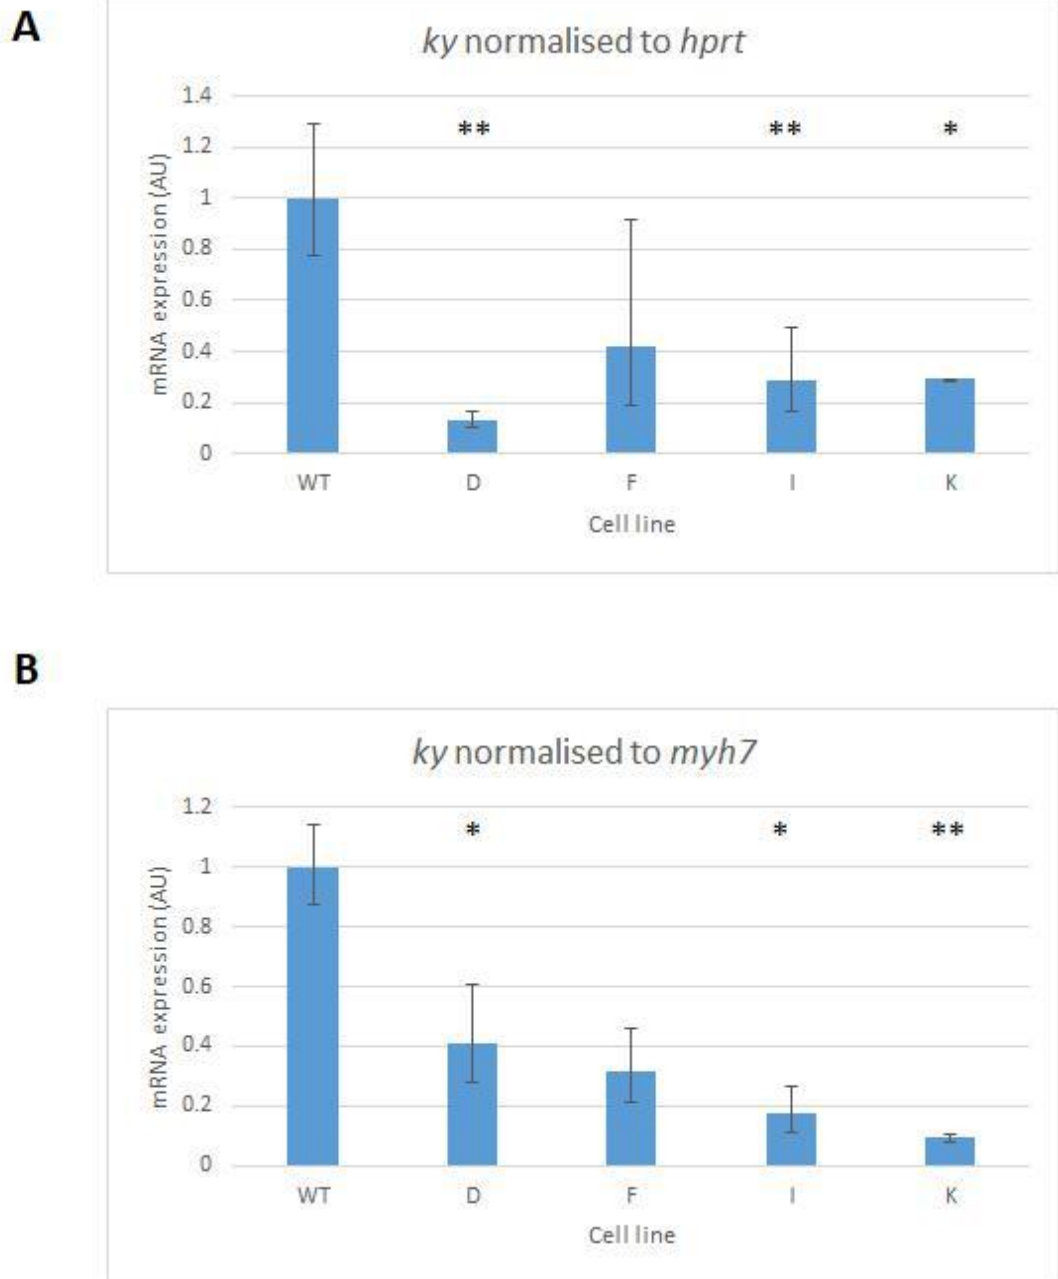 A
ky normalised to hprt
1.4
** ** *
1.2
1
0.8
0.6
0.4
0.2
0
mRNA expression (AU)
WT D F I K
Cell line
B
ky normalised to myh7
1.2
* * **
1
0.8
0.6
0.4
0.2
0
mRNA expression (AU)
WT D F I K
Cell line